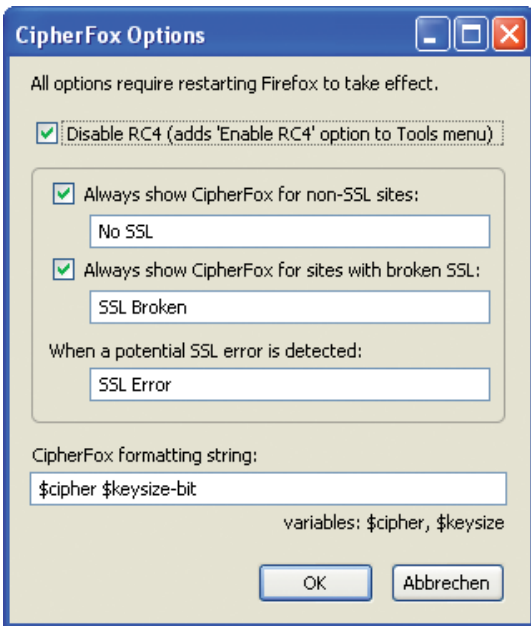 CipherFox Options
All options require restarting Firefox to take effect.
Disable RC4 (adds 'Enable RC4' option to Tools menu)
Always show CipherFox for non-SSL sites:
No SSL
Always show CipherFox for sites with broken SSL:
SSL Broken
When a potential SSL error is detected:
SSL Error
CipherFox formatting string:
$cipher $keysize-bit
variables: $cipher, $keysize
OK Abbrechen